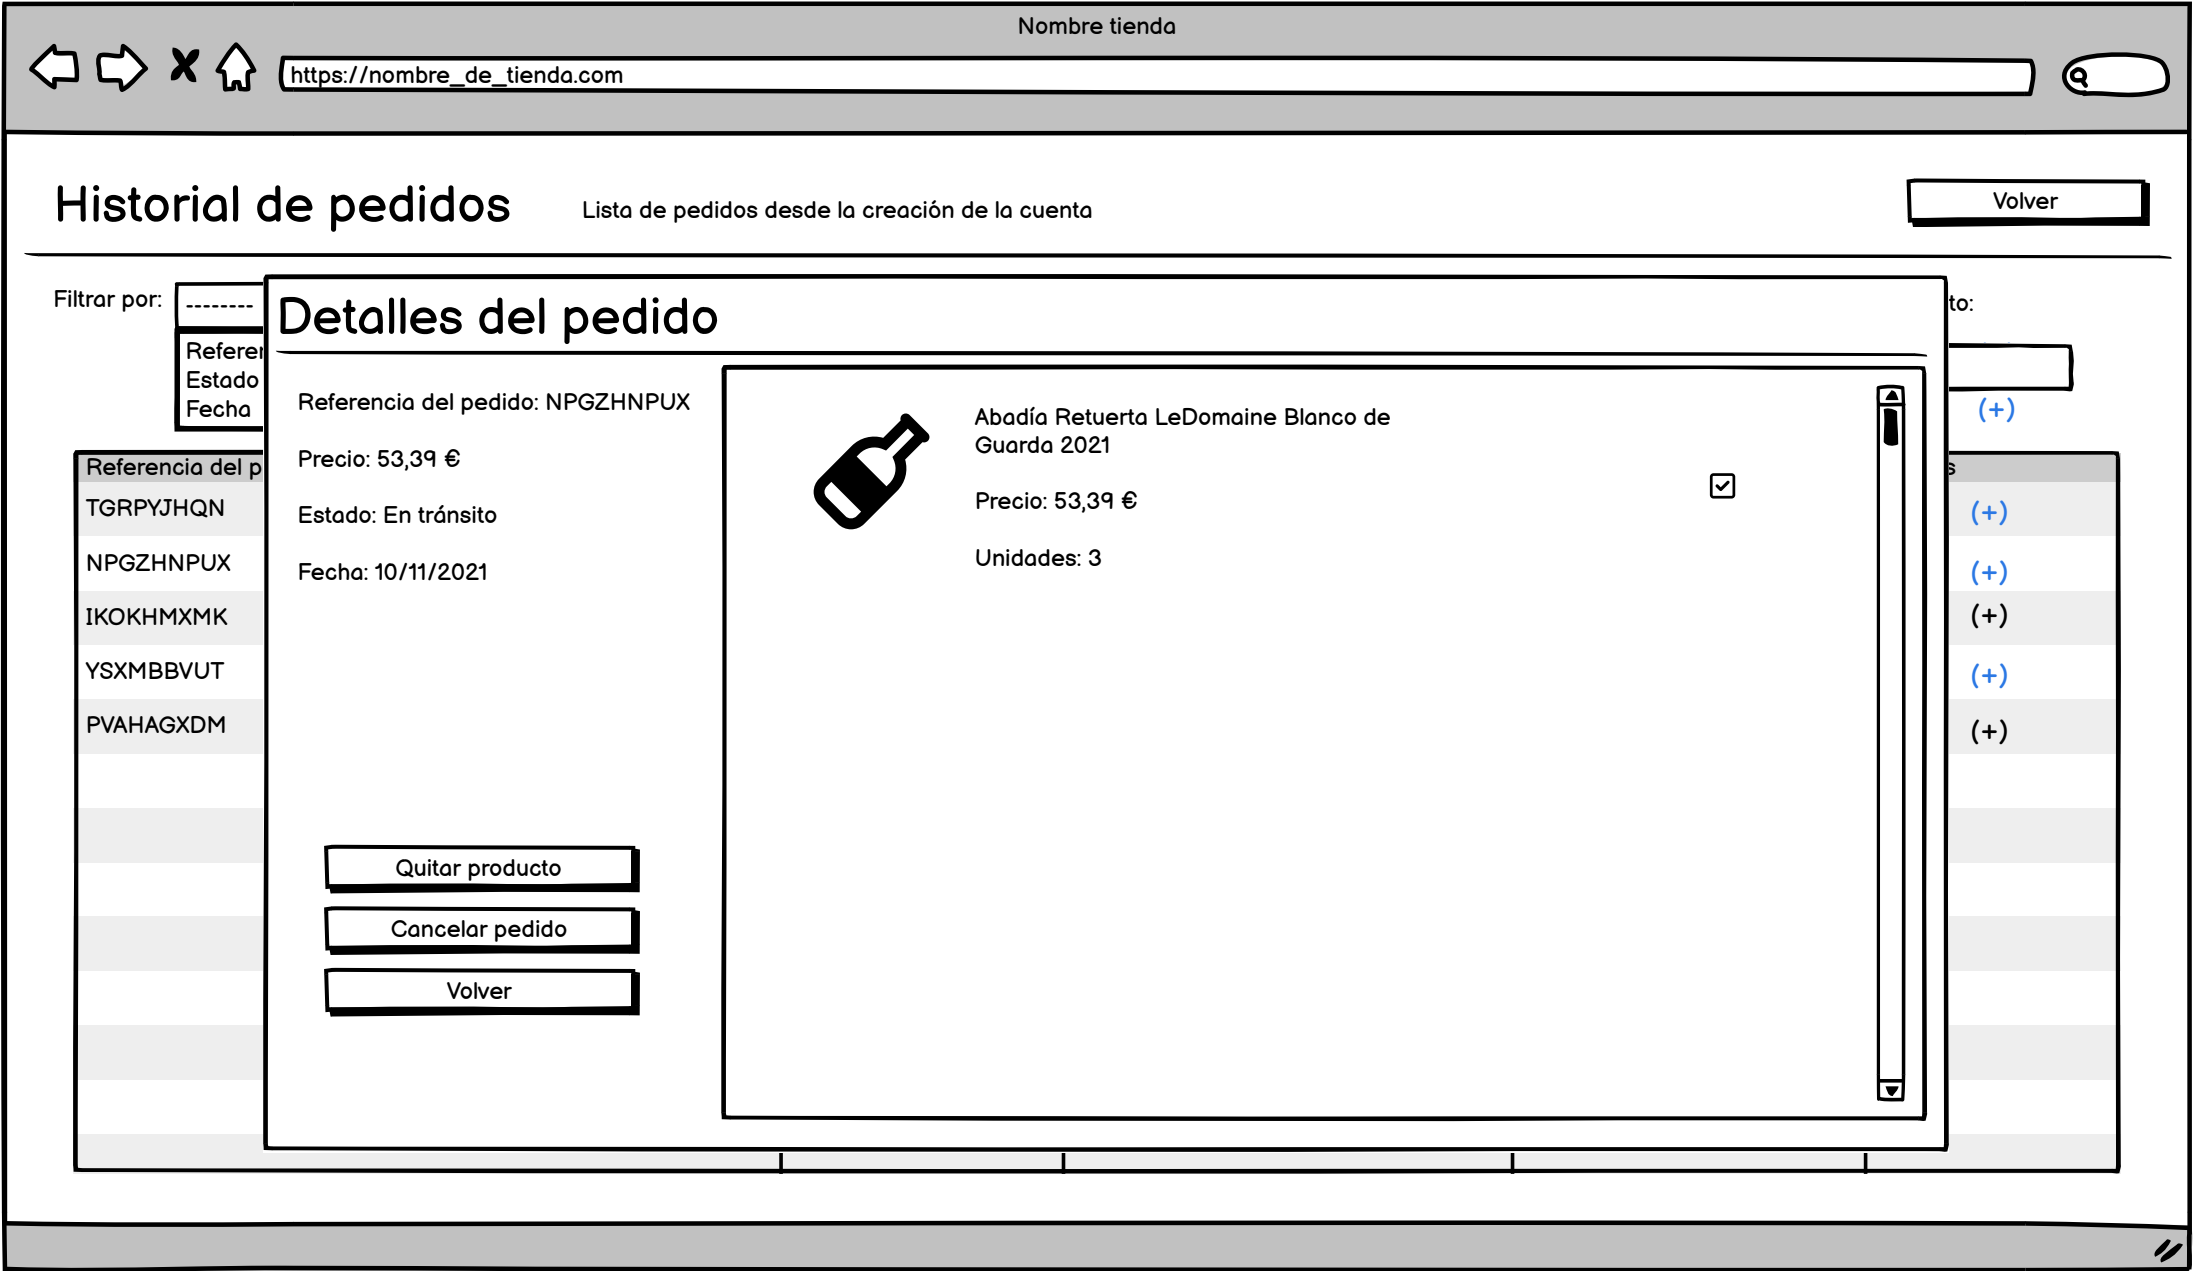 Nombre tienda
https://nombre_de_tienda.com
Historial de pedidos
Lista de pedidos desde la creación de la cuenta
Volver
Filtrar por:
--------
to:
Referen
Estado
Fecha
(+)
Detalles del pedido
Referencia del pedido: NPGZHNPUX
Precio: 53,39 €
Estado: En tránsito
Fecha: 10/11/2021
Abadía Retuerta LeDomaine Blanco de
Guarda 2021
Precio: 53,39 €
Unidades: 3
Quitar producto
Cancelar pedido
Volver
Referencia del p
s
TGRPYJHQN
(+)
NPGZHNPUX
(+)
IKOKHMXMK
(+)
YSXMBBVUT
(+)
PVAHAGXDM
(+)